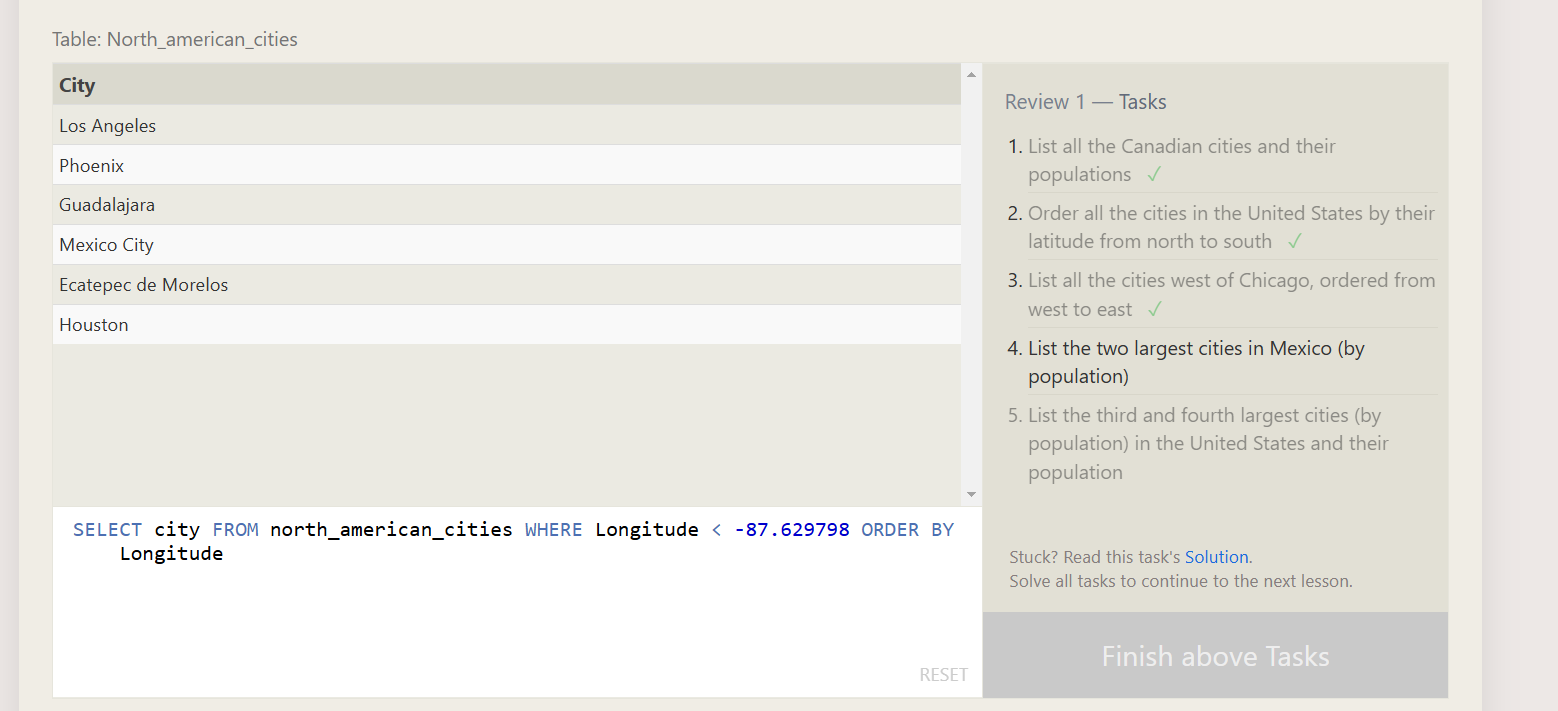 Table: North_american_cities
City
Los Angeles
Phoenix
Guadalajara
Mexico City
Ecatepec de Morelos
Houston
SELECT city FROM north_american_cities WHERE Longitude < -87.629798 ORDER BY
Longitude
RESET
Review 1 — Tasks
1. List all the Canadian cities and their
populations ✓
2. Order all the cities in the United States by their
latitude from north to south ✓
3. List all the cities west of Chicago, ordered from
west to east ✓
4. List the two largest cities in Mexico (by
population)
5. List the third and fourth largest cities (by
population) in the United States and their
population
Stuck? Read this task's Solution.
Solve all tasks to continue to the next lesson.
Finish above Tasks